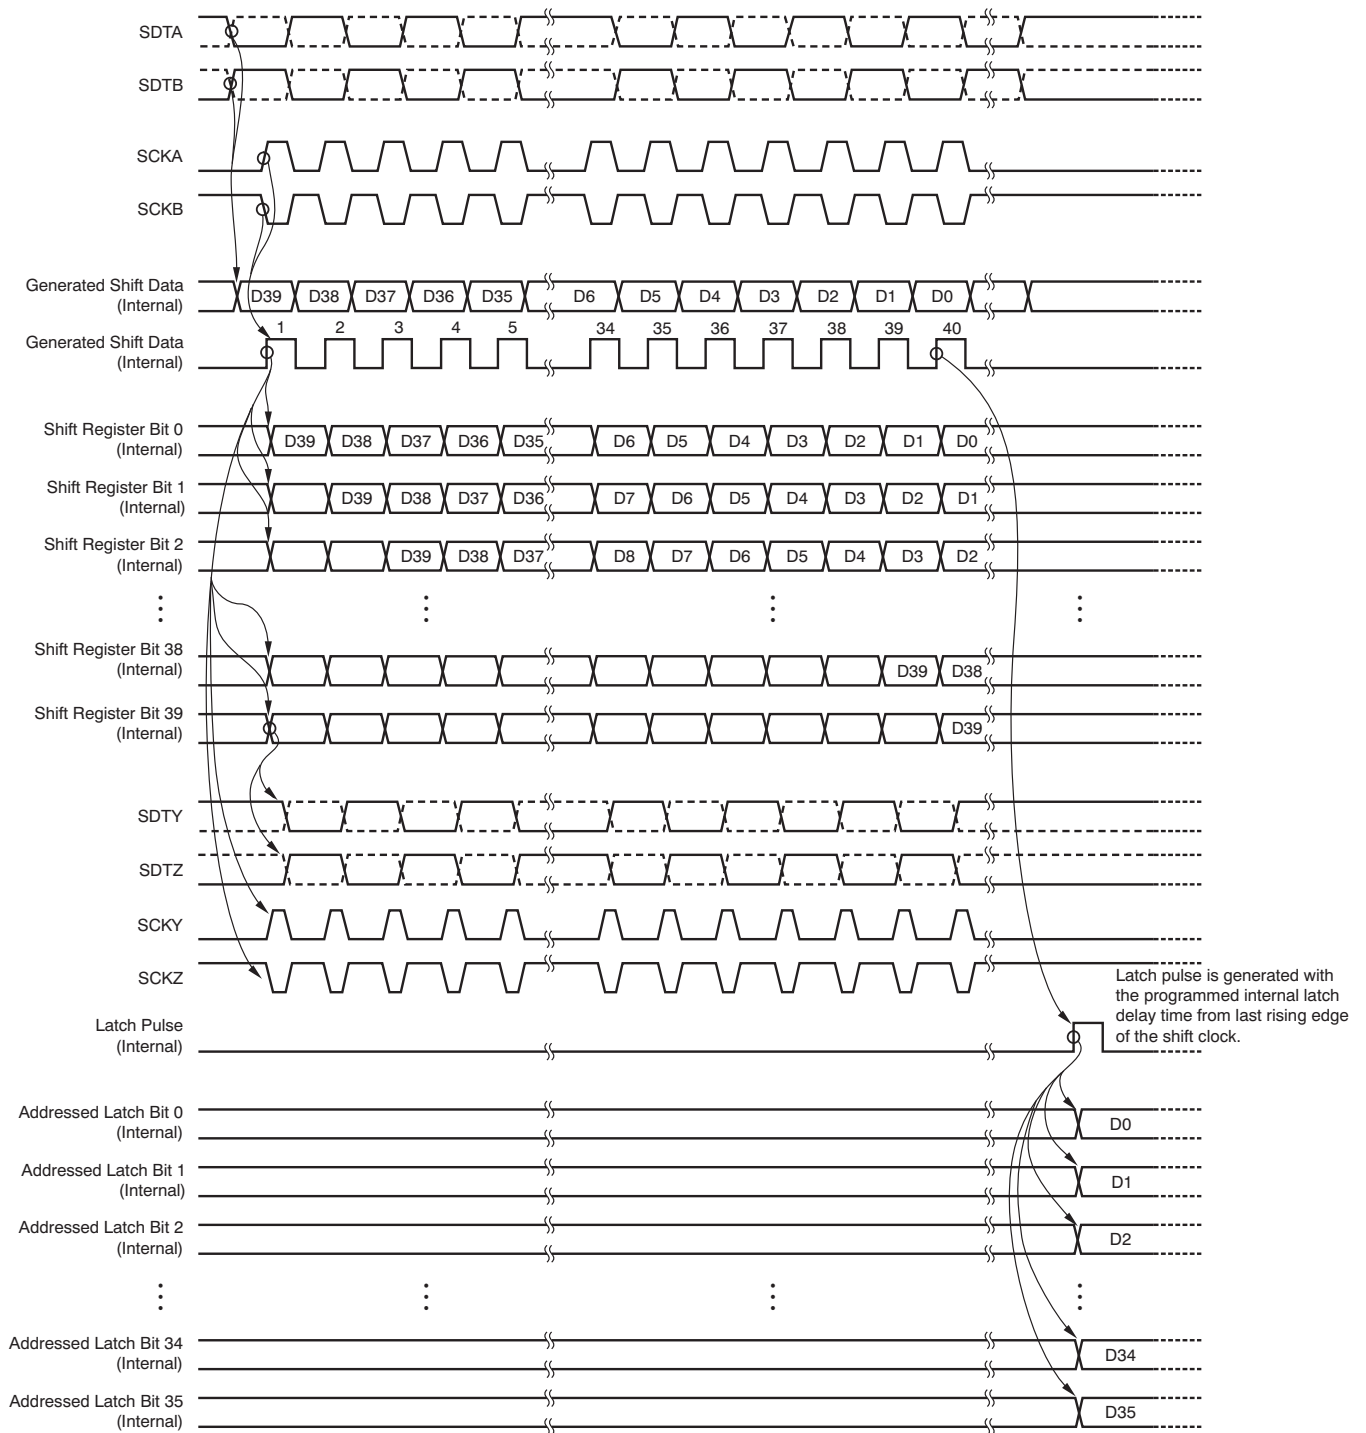 SDTA
SDTB
SCKA
SCKB
Generated Shift Data
(Internal)
D39 D38 D37 D36 D35 D6 D5 D4 D3 D2 D1 D0
1 2 3 4 5 34 35 36 37 38 39 40
Generated Shift Data
(Internal)
Shift Register Bit 0
(Internal)
D39 D38 D37 D36 D35 D6 D5 D4 D3 D2 D1 D0
Shift Register Bit 1
(Internal)
D39 D38 D37 D36 D7 D6 D5 D4 D3 D2 D1
Shift Register Bit 2
(Internal)
D39 D38 D37 D8 D7 D6 D5 D4 D3 D2
Shift Register Bit 38
(Internal)
D39 D38
Shift Register Bit 39
(Internal)
D39
SDTY
SDTZ
SCKY
SCKZ
Latch pulse is generated with
the programmed internal latch
delay time from last rising edge
of the shift clock.
Latch Pulse
(Internal)
Addressed Latch Bit 0
(Internal)
D0
Addressed Latch Bit 1
(Internal)
D1
Addressed Latch Bit 2
(Internal)
D2
Addressed Latch Bit 34
(Internal)
D34
Addressed Latch Bit 35
(Internal)
D35